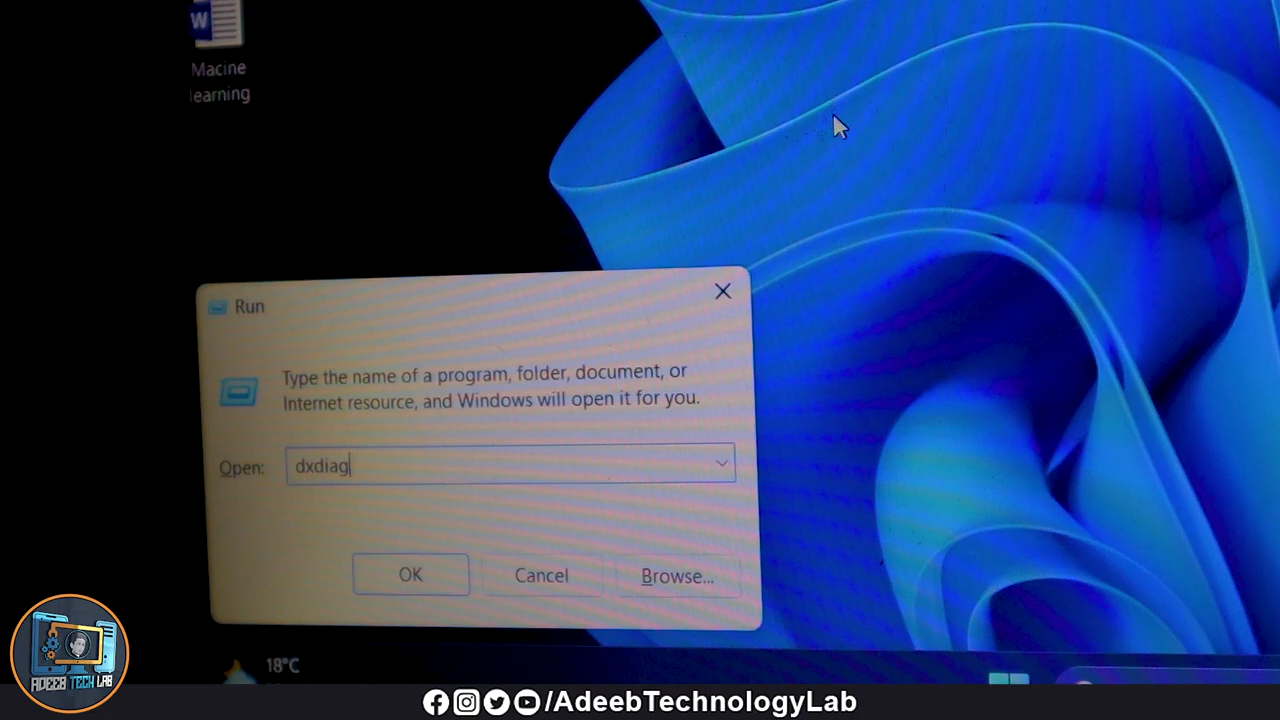 W
Macine
learning
Run
Type the name of a program, folder, document, or
Internet resource, and Windows will open it for you.
Open: dxdiag
OK Cancel Browse...
18°C
ADEEB TECH LAB
/AdeebTechnologyLab